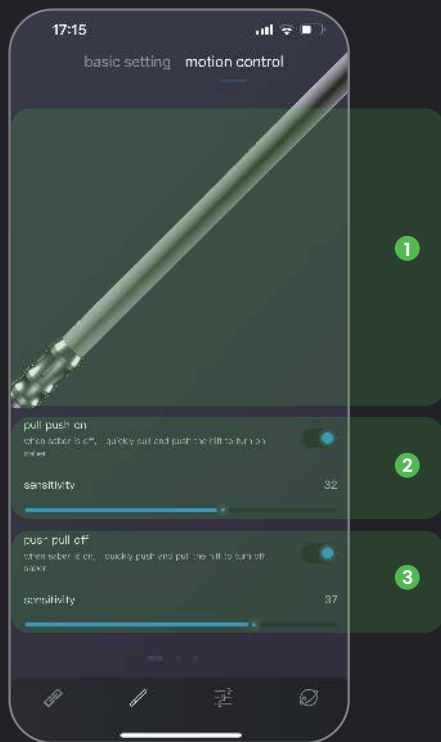 17:15
basic setting motion control
1
pull push on
when saber is off, quickly pull and push the hilt to turn on
saber
2
sensitivity 32
push pull off
when saber is on, quickly push and pull the hilt to turn off
saber
3
sensitivity 37